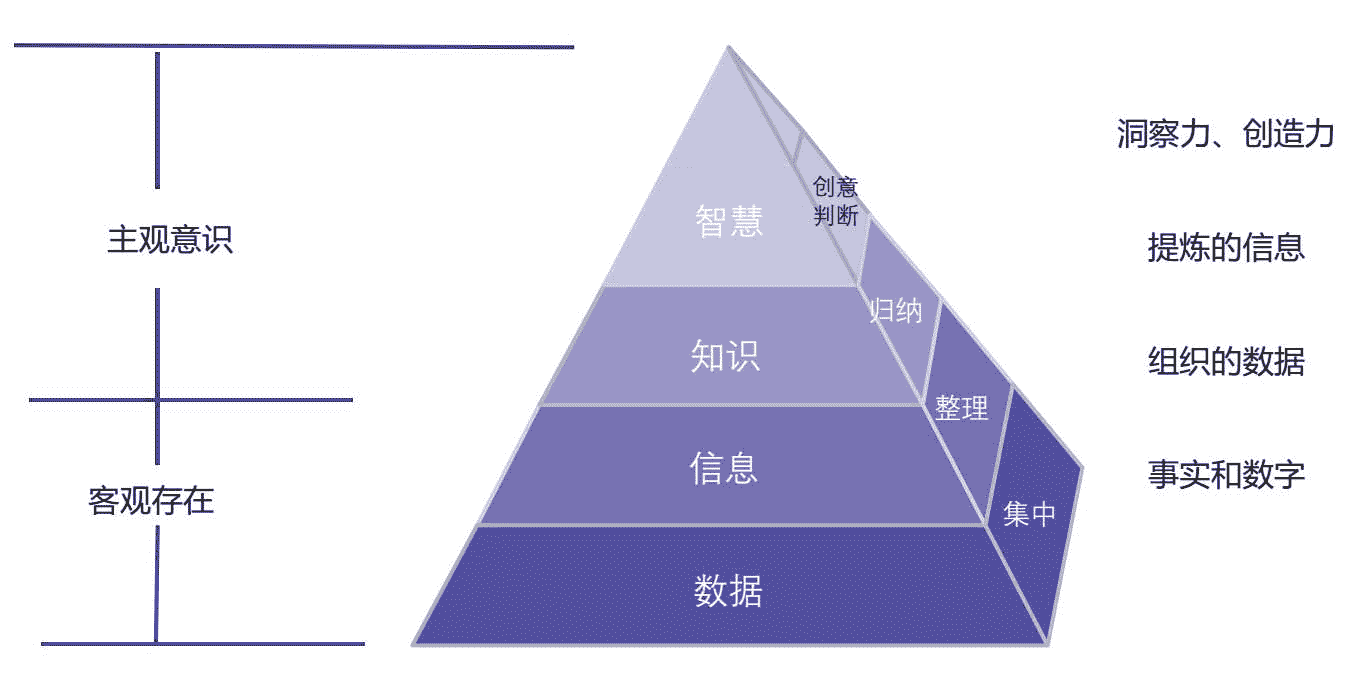 洞察力、创造力
创意
判断
智慧
主观意识
提炼的信息
归纳
知识
组织的数据
整理
信息
事实和数字
客观存在
集中
数据